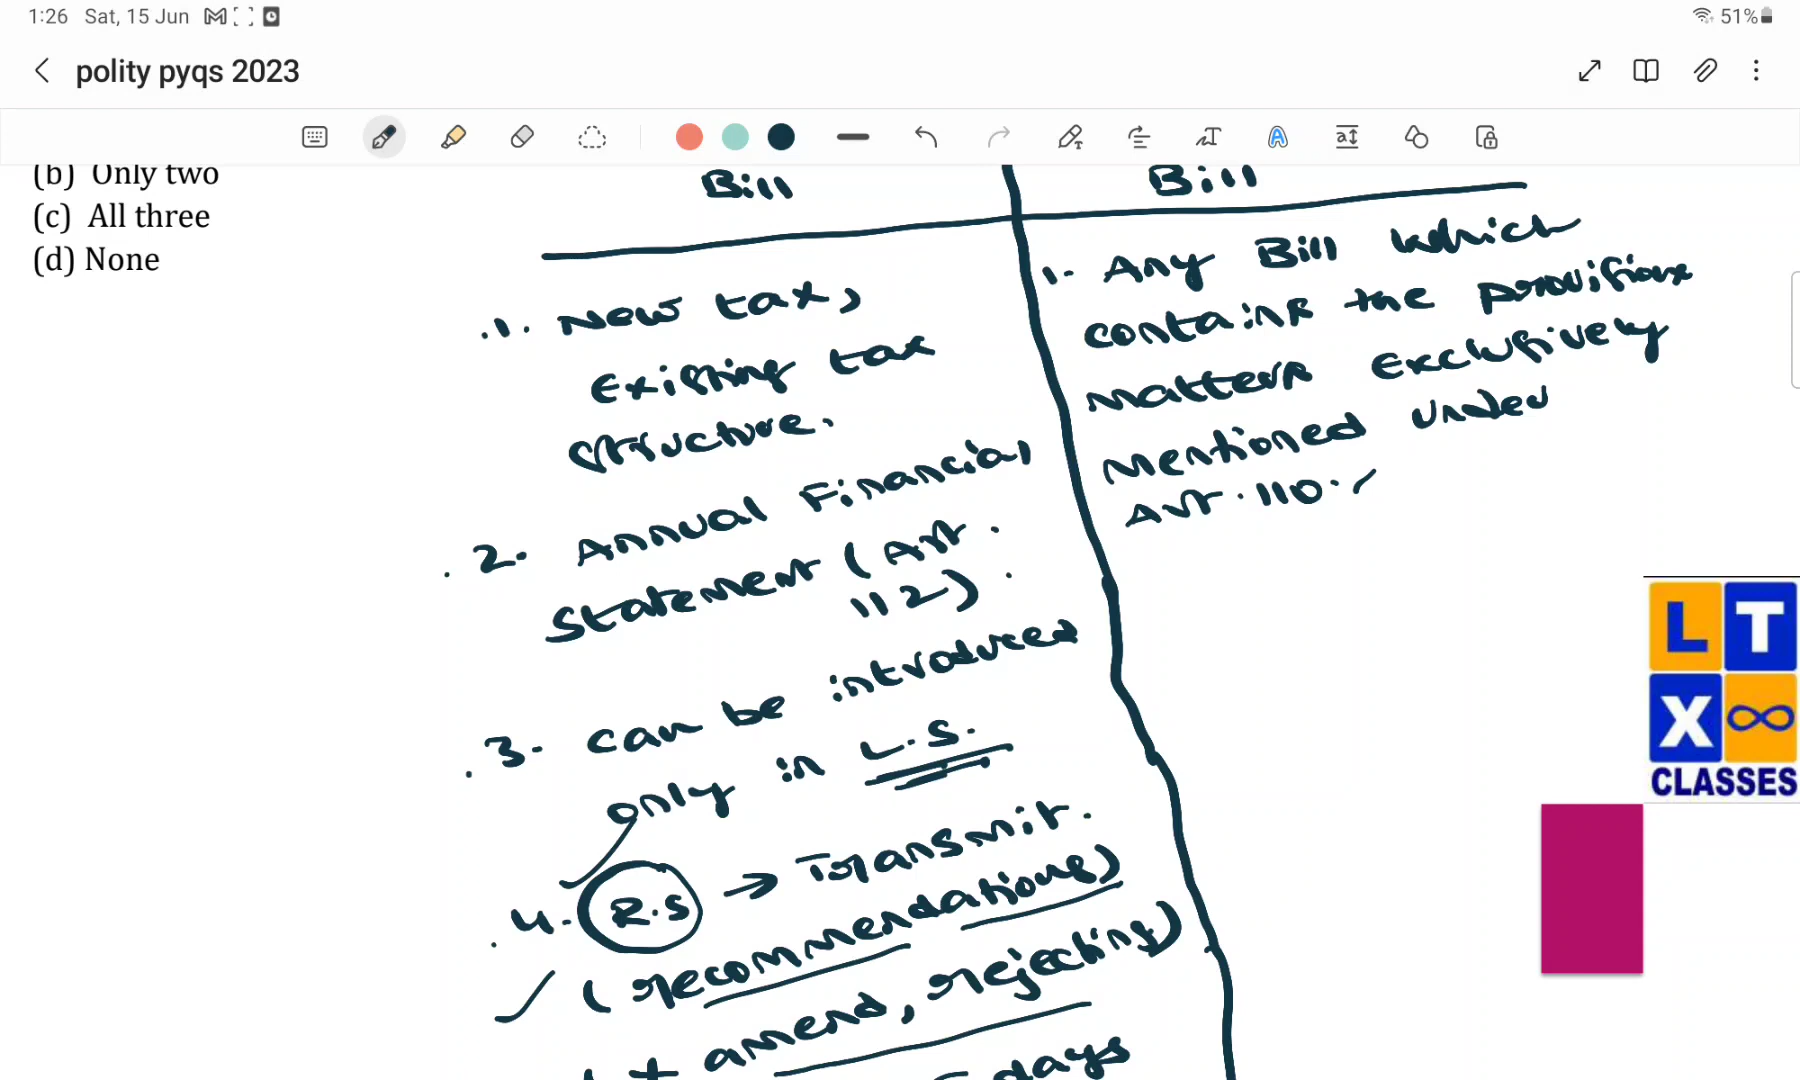 1:26 Sat, 15 Jun
51%
polity pyqs 2023
(b) Only two
(c) All three
(d) None
Bill
1. New tax,
Existing tax
structure.
2. Annual Financial
Statement (Art.
112).
3. can be introduced
only in L.S.
4. R.S → Transmit.
(recommendations)
amend, rejecting)
days
Bill
1. Any Bill which
contains the provisions
matters exclusively
mentioned under
Art. 110.
L T
X ∞
CLASSES